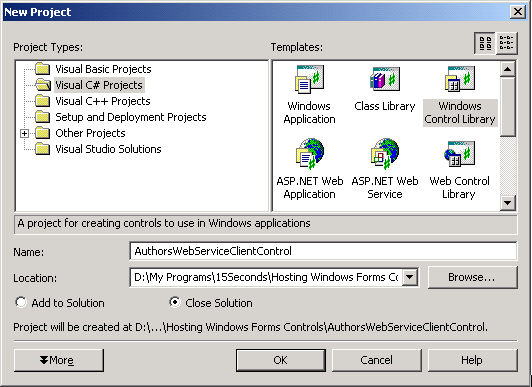 New Project
Project Types:
Templates:
Visual Basic Projects
Visual C# Projects
Visual C++ Projects
Setup and Deployment Projects
Other Projects
Visual Studio Solutions
Windows Application
Class Library
Windows Control Library
ASP.NET Web Application
ASP.NET Web Service
Web Control Library
A project for creating controls to use in Windows applications
Name:
AuthorsWebServiceClientControl
Location:
D:\My Programs\15Seconds\Hosting Windows Forms Cc
Browse...
Add to Solution
Close Solution
Project will be created at D:\...\Hosting Windows Forms Controls\AuthorsWebServiceClientControl.
More
OK
Cancel
Help